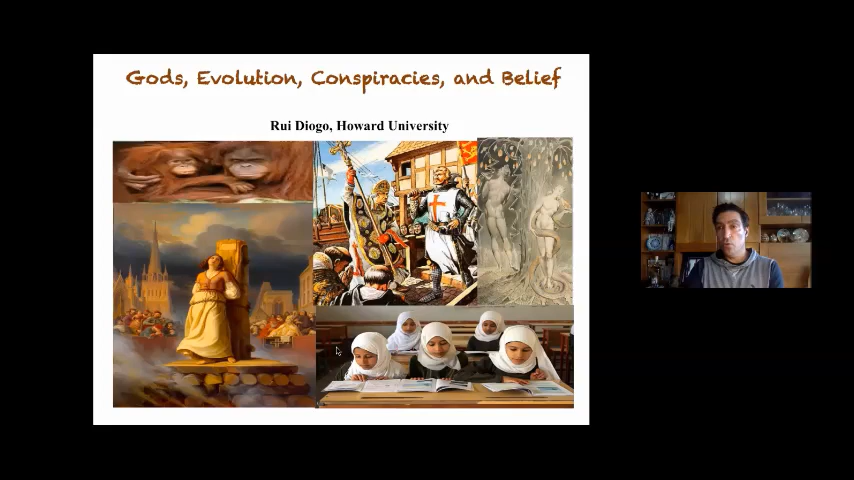 Gods, Evolution, Conspiracies, and Belief
Rui Diogo, Howard University